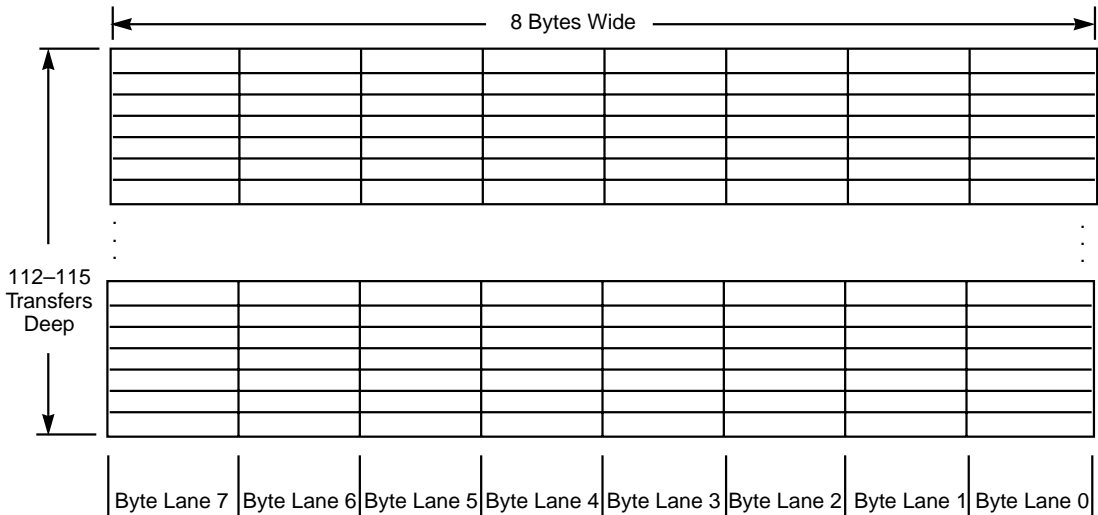 8 Bytes Wide
112–115
Transfers
Deep
Byte Lane 7 Byte Lane 6 Byte Lane 5 Byte Lane 4 Byte Lane 3 Byte Lane 2 Byte Lane 1 Byte Lane 0